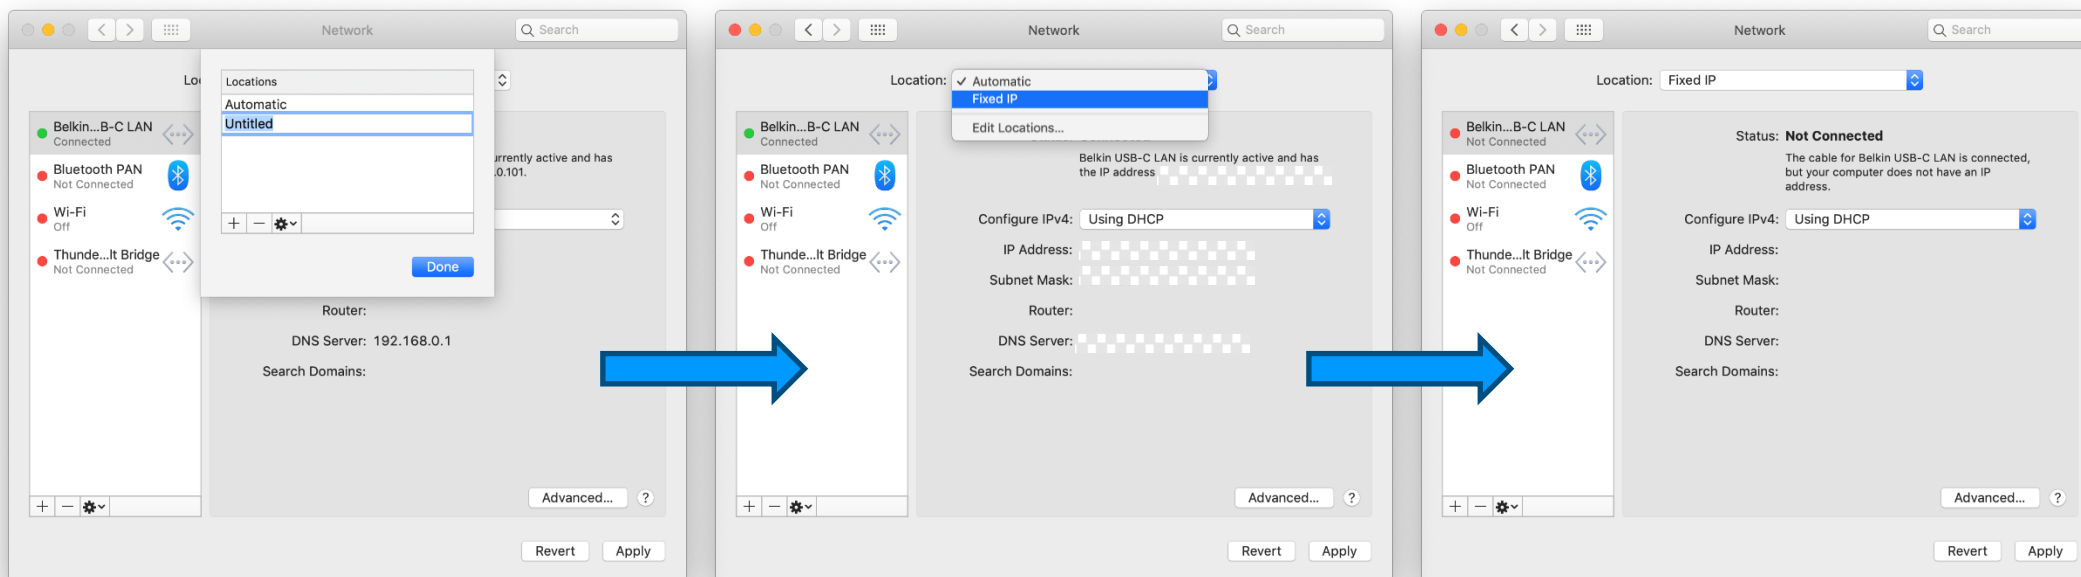 Network
Search
Lo
Locations
Automatic
Untitled
Done
Belkin...B-C LAN
Connected
Bluetooth PAN
Not Connected
Wi-Fi
Off
Thunde...lt Bridge
Not Connected
urrently active and has
.0.101.
Router:
DNS Server: 192.168.0.1
Search Domains:
Advanced...
?
Revert
Apply
Network
Search
Location:
Automatic
Fixed IP
Edit Locations...
Belkin...B-C LAN
Connected
Bluetooth PAN
Not Connected
Wi-Fi
Off
Thunde...lt Bridge
Not Connected
Belkin USB-C LAN is currently active and has
the IP address
Configure IPv4: Using DHCP
IP Address:
Subnet Mask:
Router:
DNS Server:
Search Domains:
Advanced...
?
Revert
Apply
Network
Search
Location: Fixed IP
Belkin...B-C LAN
Not Connected
Bluetooth PAN
Not Connected
Wi-Fi
Off
Thunde...lt Bridge
Not Connected
Status: Not Connected
The cable for Belkin USB-C LAN is connected,
but your computer does not have an IP
address.
Configure IPv4: Using DHCP
IP Address:
Subnet Mask:
Router:
DNS Server:
Search Domains:
Advanced...
?
Revert
Apply